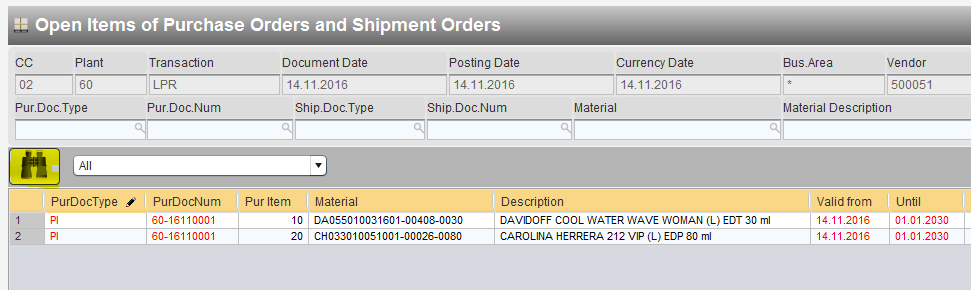 Open Items of Purchase Orders and Shipment Orders
CC Plant Transaction Document Date Posting Date Currency Date Bus.Area Vendor
02 60 LPR 14.11.2016 14.11.2016 14.11.2016 * 500051
Pur.Doc.Type Pur.Doc.Num Ship.Doc.Type Ship.Doc.Num Material Material Description
All
PurDocType PurDocNum Pur Item Material Description Valid from Until
1 PI 60-16110001 10 DA055010031601-00408-0030 DAVIDOFF COOL WATER WAVE WOMAN (L) EDT 30 ml 14.11.2016 01.01.2030
2 PI 60-16110001 20 CH033010051001-00026-0080 CAROLINA HERRERA 212 VIP (L) EDP 80 ml 14.11.2016 01.01.2030